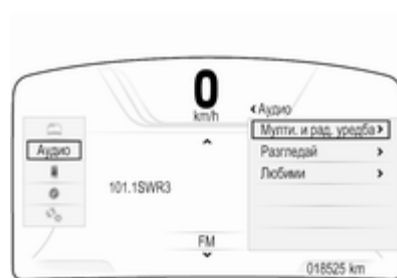 0
km/h
Аудио
101.1SWR3
FM
Аудио
Мулти. и рад. уредба
Разгледай
Любими
018525 km